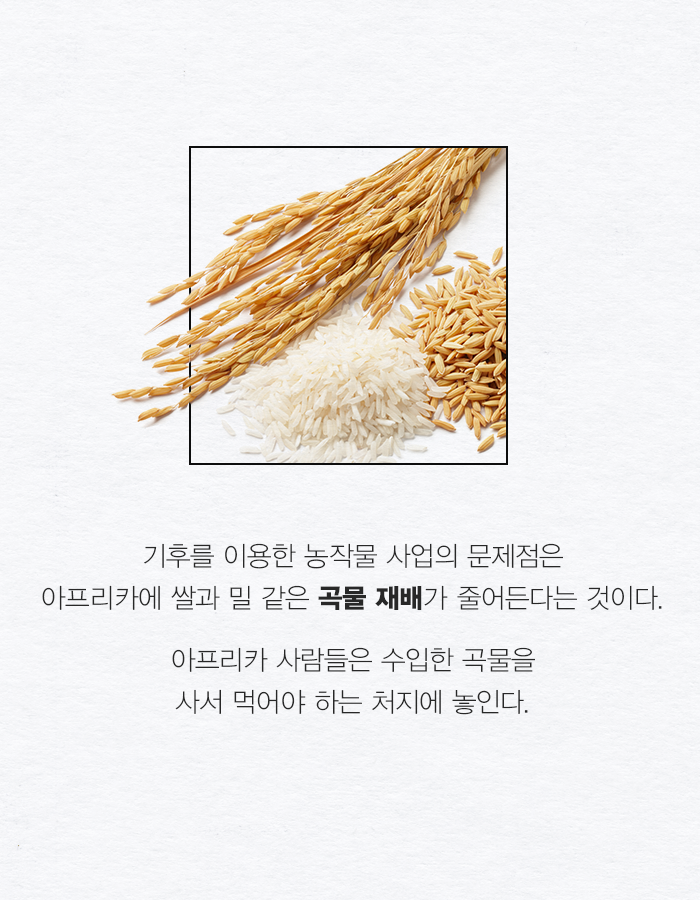 기후를 이용한 농작물 사업의 문제점은
아프리카에 쌀과 밀 같은 곡물 재배가 줄어든다는 것이다.
아프리카 사람들은 수입한 곡물을
사서 먹어야 하는 처지에 놓인다.